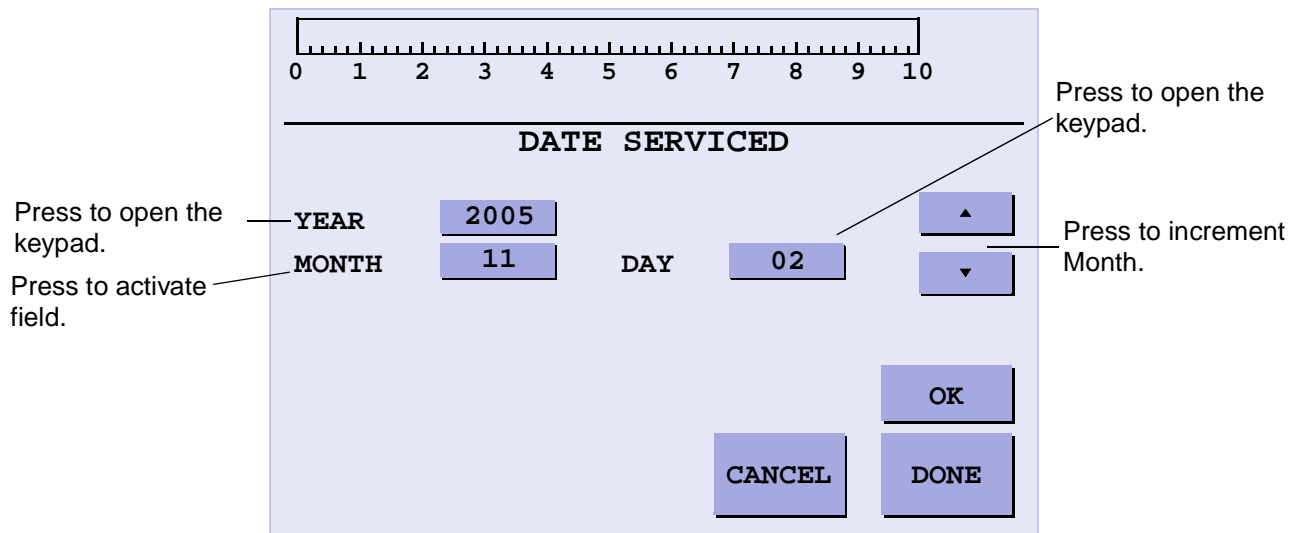 0 1 2 3 4 5 6 7 8 9 10
DATE SERVICED
Press to open the
keypad.
Press to open the
keypad.
YEAR 2005
MONTH 11 DAY 02
Press to activate
field.
Press to increment
Month.
OK
CANCEL DONE